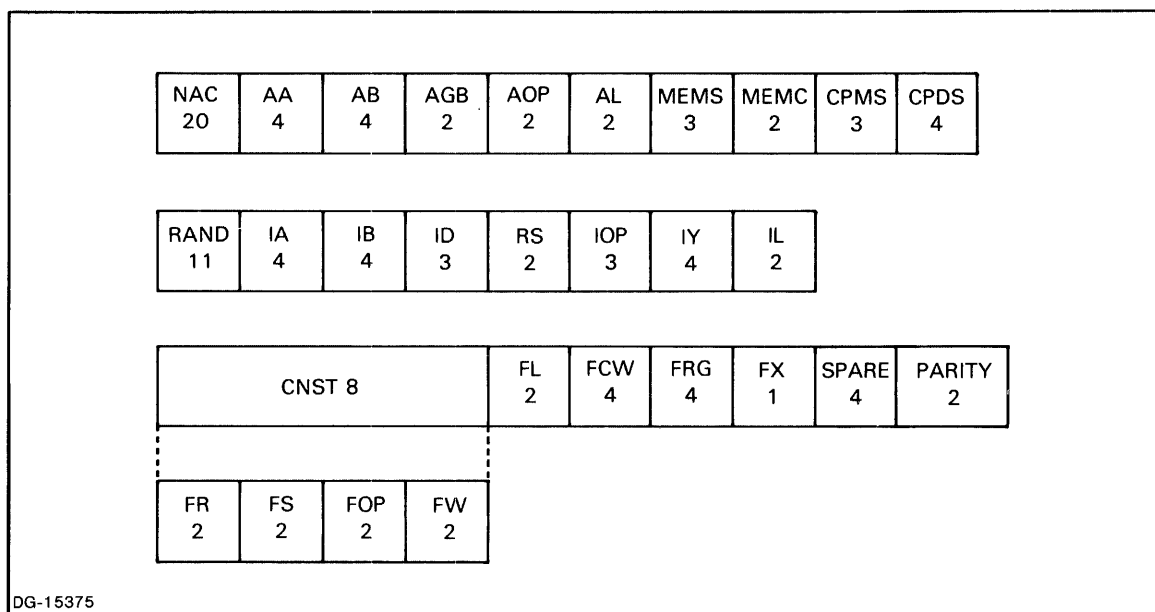 NAC AA AB AGB AOP AL MEMS MEMC CPMS CPDS
20 4 4 2 2 2 3 2 3 4
RAND IA IB ID RS IOP IY IL
11 4 4 3 2 3 4 2
CNST 8 FL FCW FRG FX SPARE PARITY
2 4 4 1 4 2
FR FS FOP FW
2 2 2 2
DG-15375